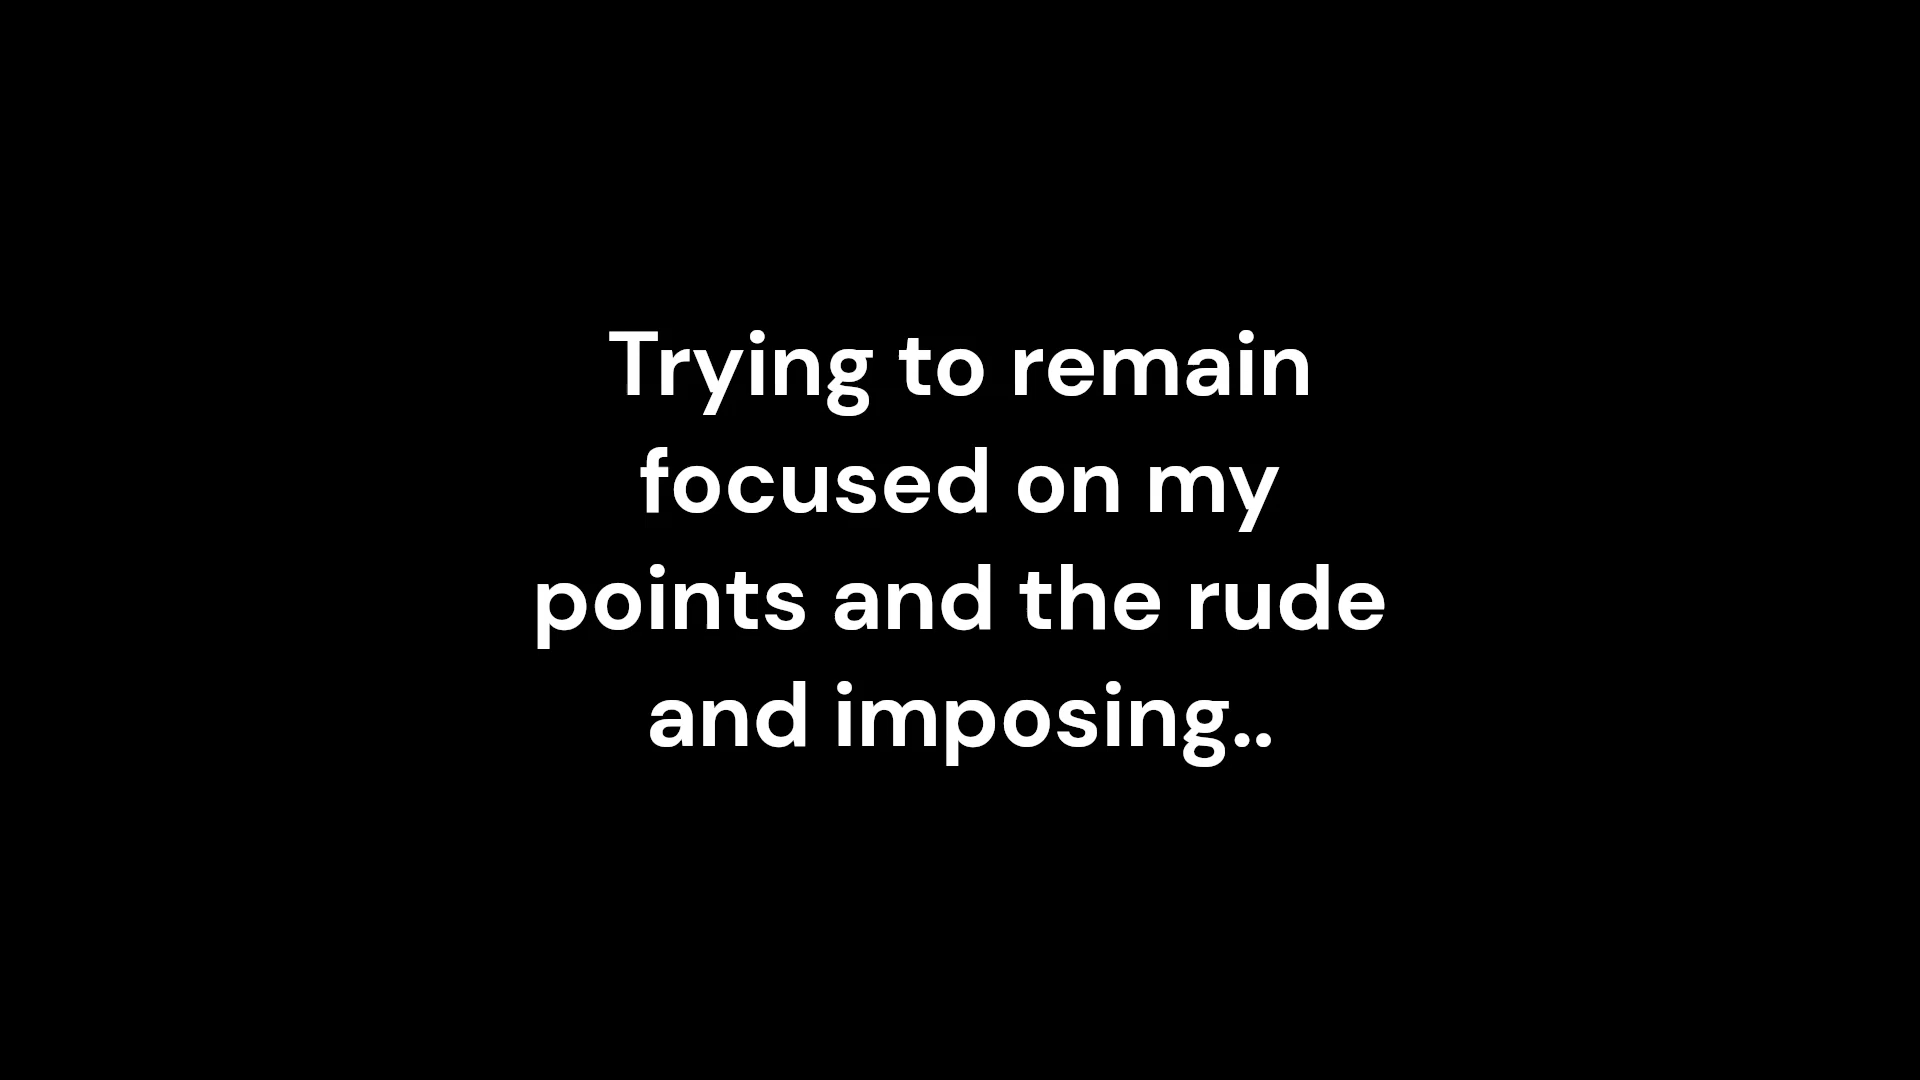 Trying to remain
focused on my
points and the rude
and imposing..